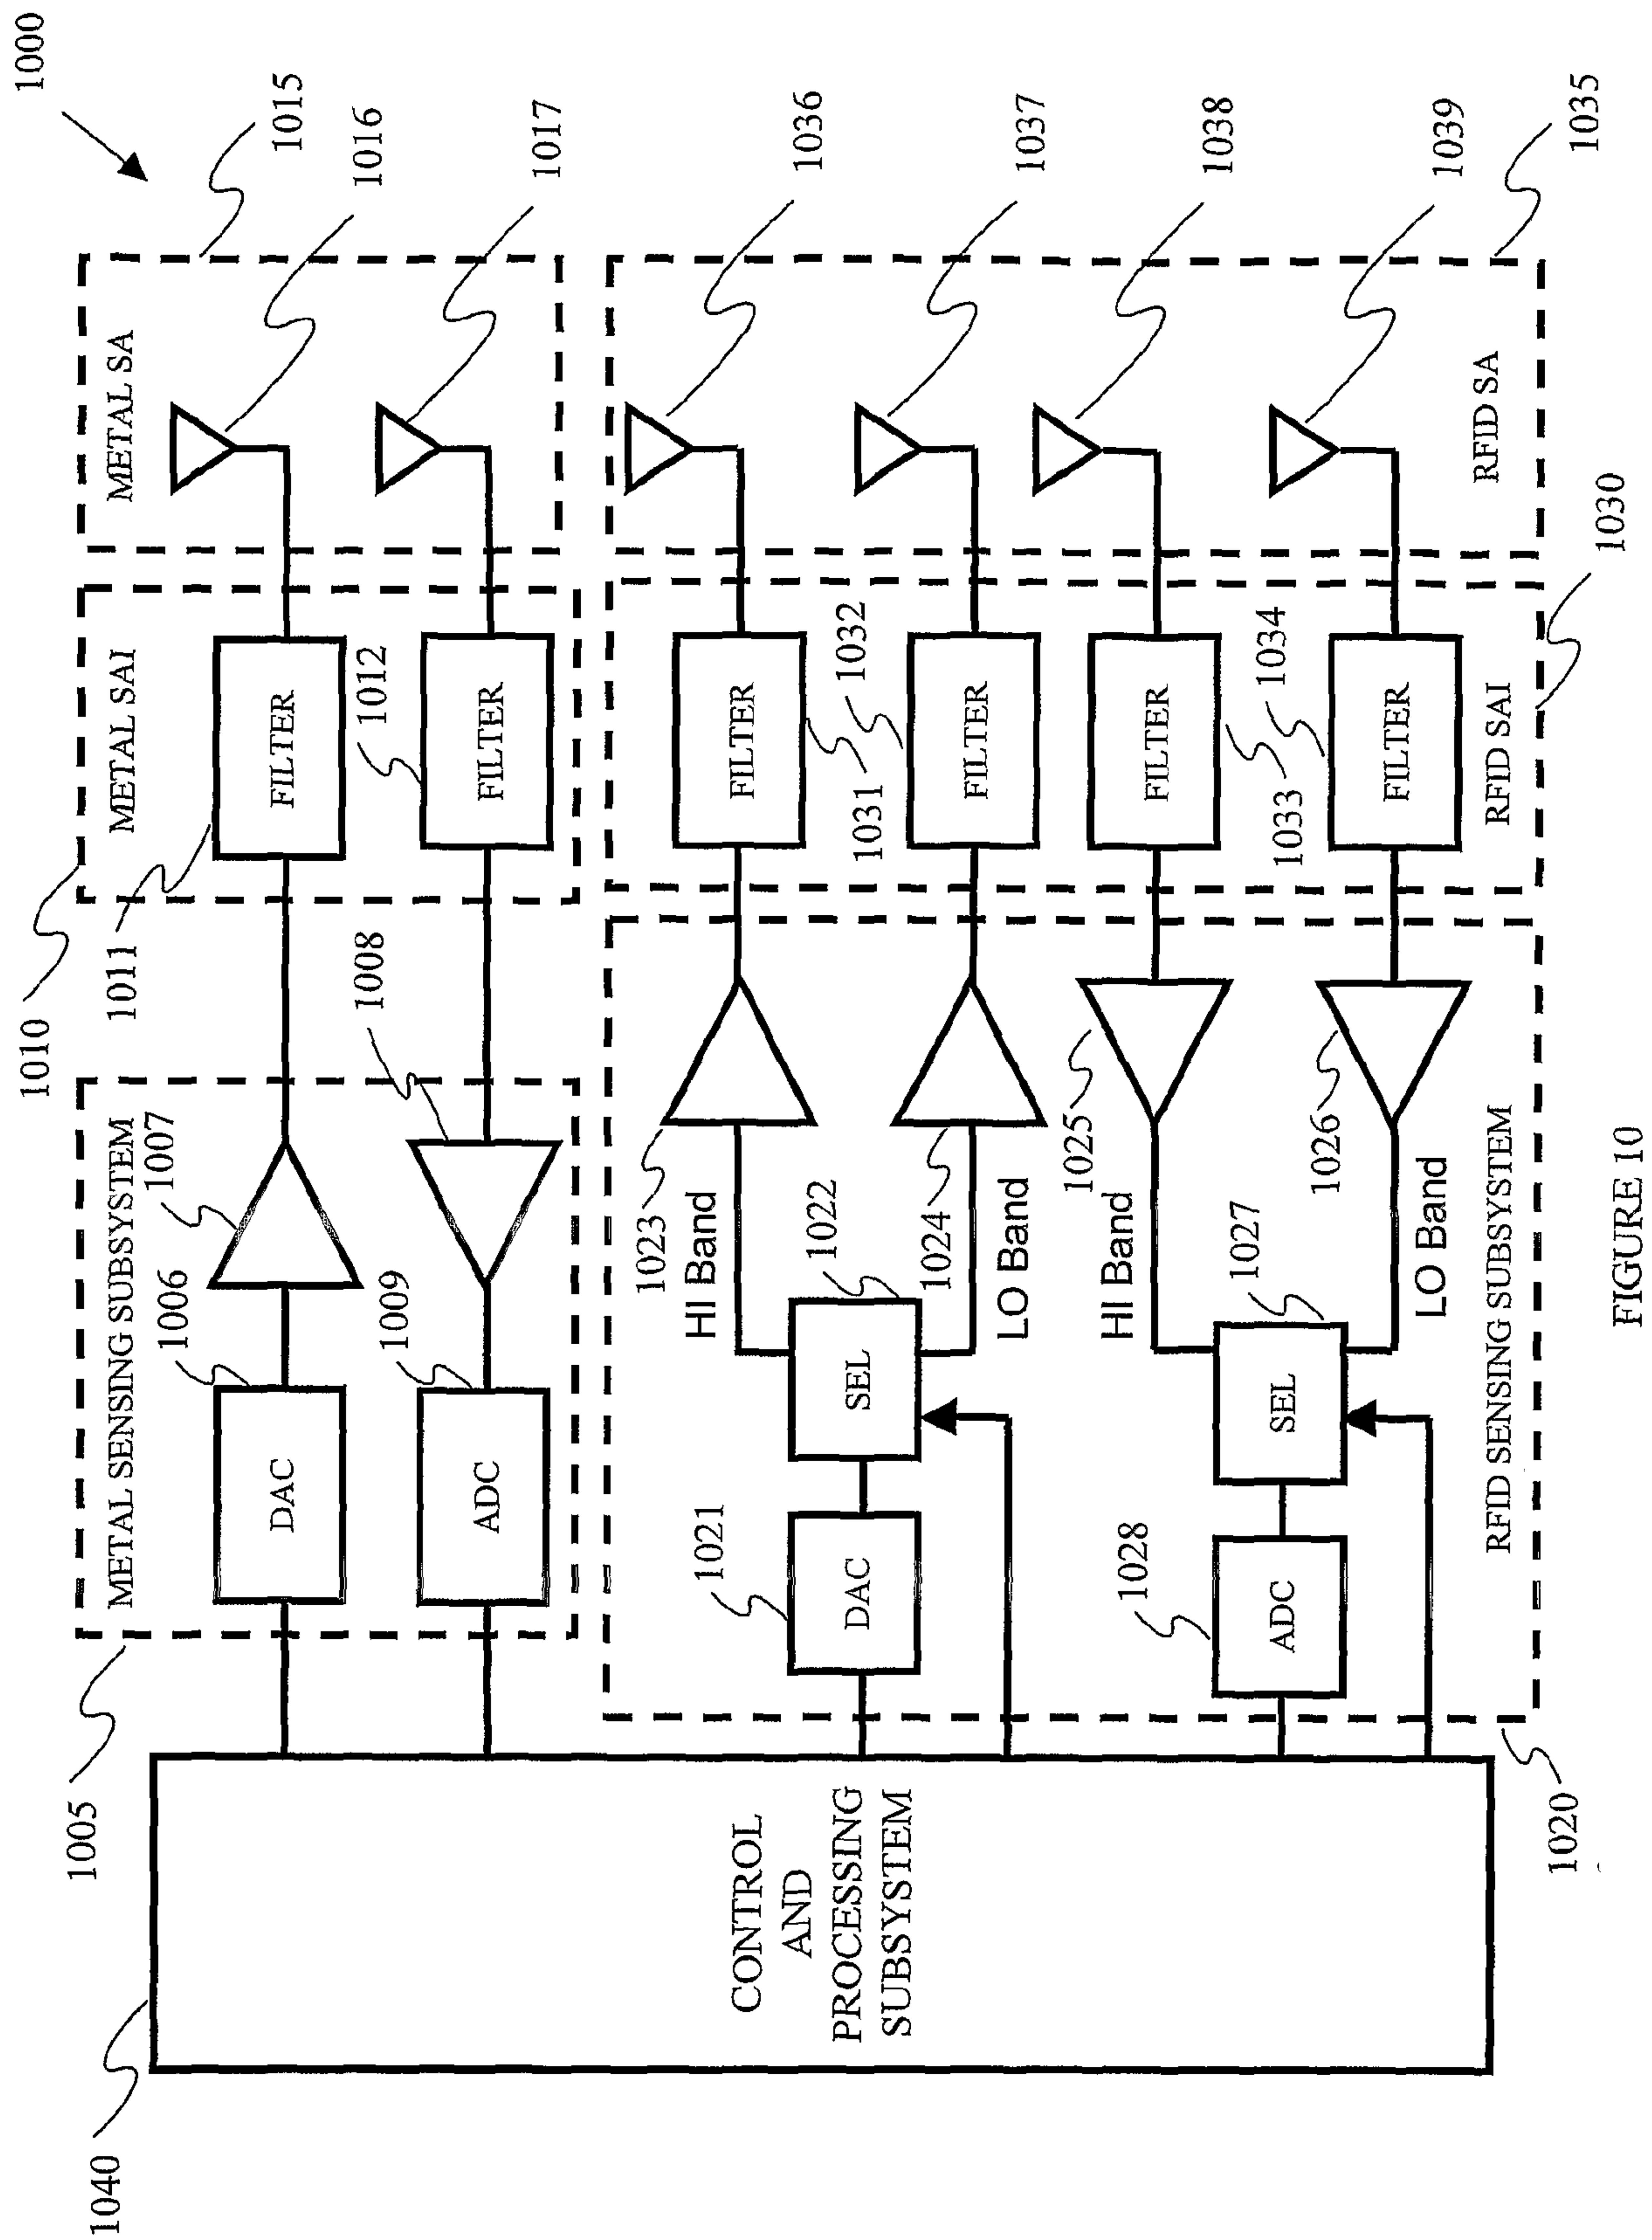 1000
1040
1005
1010
1015
METAL SENSING SUBSYSTEM
METAL SAI
METAL SA
1006
1007
1011
1016
DAC
FILTER
1009
1008
1012
1017
ADC
FILTER
1023
1036
HI Band
FILTER
1021
1022
1031
1032
CONTROL
AND
PROCESSING
SUBSYSTEM
DAC
SEL
1024
1037
LO Band
FILTER
1025
1038
HI Band
FILTER
1028
1027
1033
1034
ADC
SEL
1026
1039
LO Band
FILTER
RFID SENSING SUBSYSTEM
RFID SAI
RFID SA
1020
1030
1035
FIGURE 10